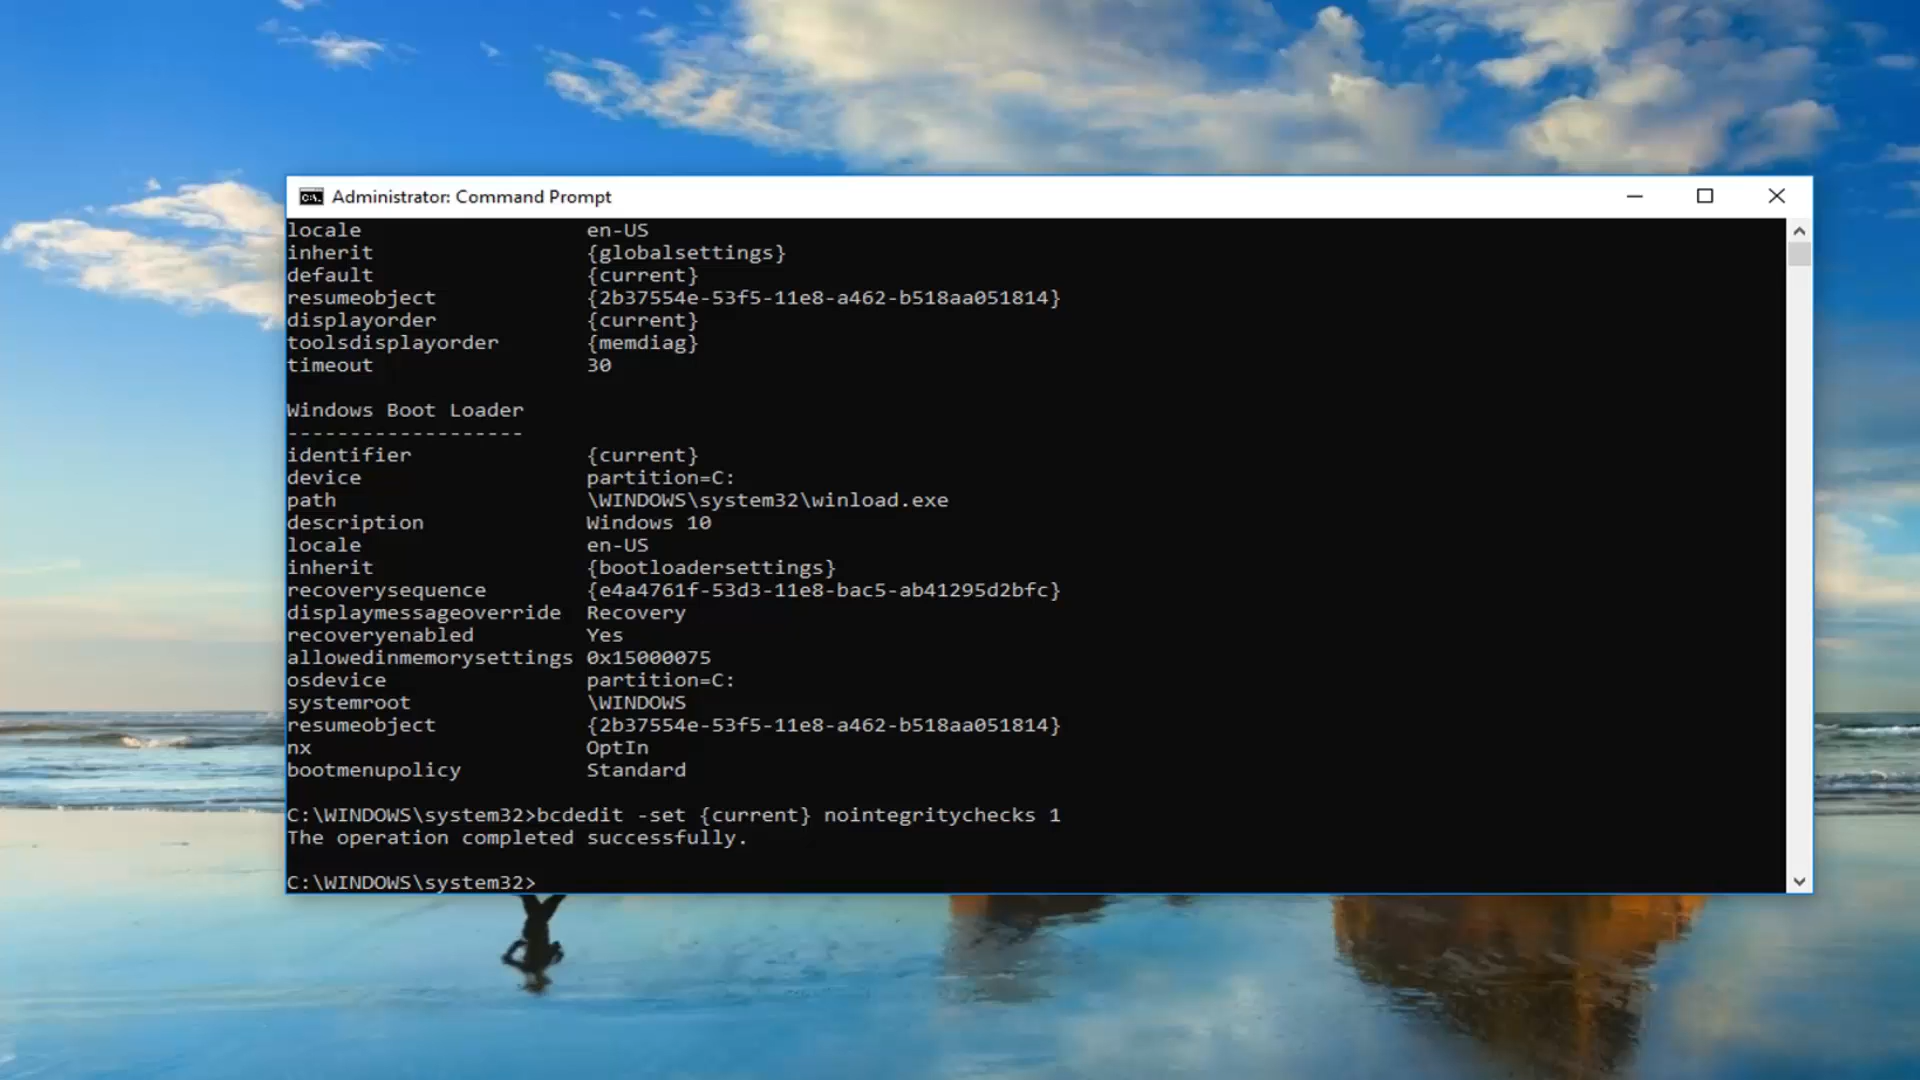 Administrator: Command Prompt
locale                  en-US
inherit                 {globalsettings}
default                 {current}
resumeobject            {2b37554e-53f5-11e8-a462-b518aa051814}
displayorder            {current}
toolsdisplayorder       {memdiag}
timeout                 30
Windows Boot Loader
-------------------
identifier              {current}
device                  partition=C:
path                    \WINDOWS\system32\winload.exe
description             Windows 10
locale                  en-US
inherit                 {bootloadersettings}
recoverysequence        {e4a4761f-53d3-11e8-bac5-ab41295d2bfc}
displaymessageoverride  Recovery
recoveryenabled         Yes
allowedinmemorysettings 0x15000075
osdevice                partition=C:
systemroot              \WINDOWS
resumeobject            {2b37554e-53f5-11e8-a462-b518aa051814}
nx                      OptIn
bootmenupolicy          Standard
C:\WINDOWS\system32>bcdedit -set {current} nointegritychecks 1
The operation completed successfully.
C:\WINDOWS\system32>